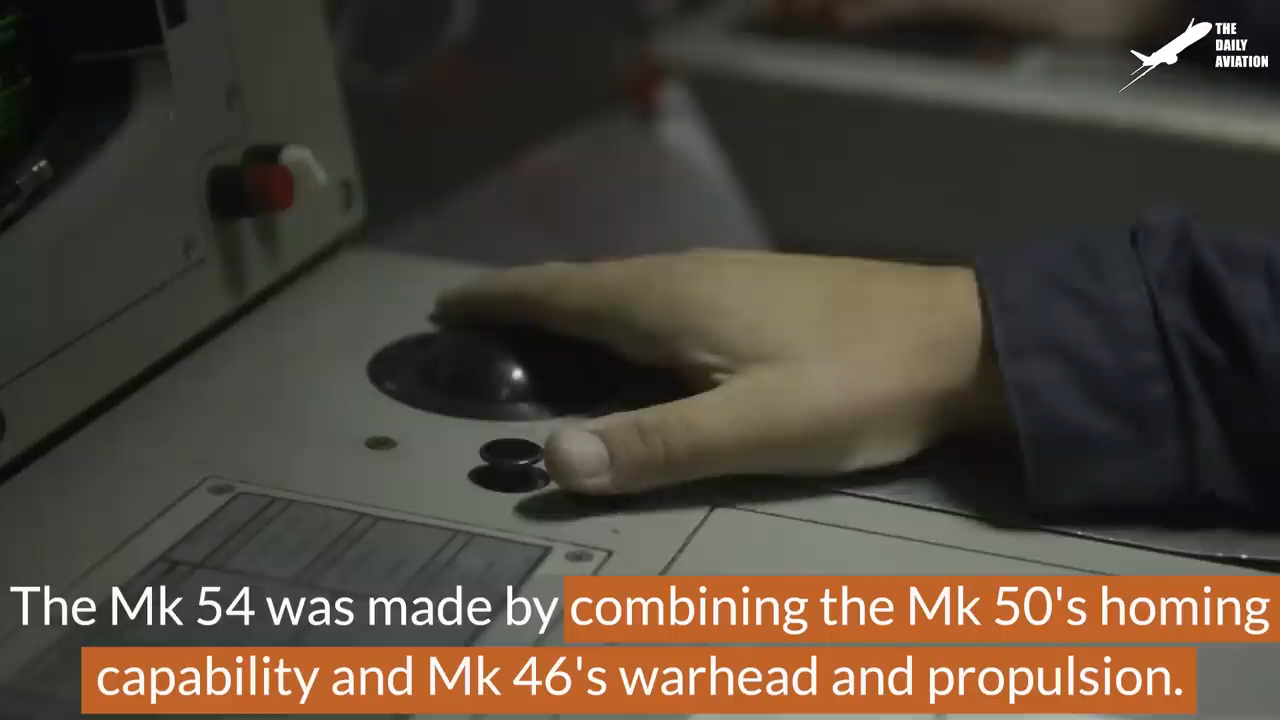 THE
DAILY
AVIATION
The Mk 54 was made by combining the Mk 50's homing
capability and Mk 46's warhead and propulsion.